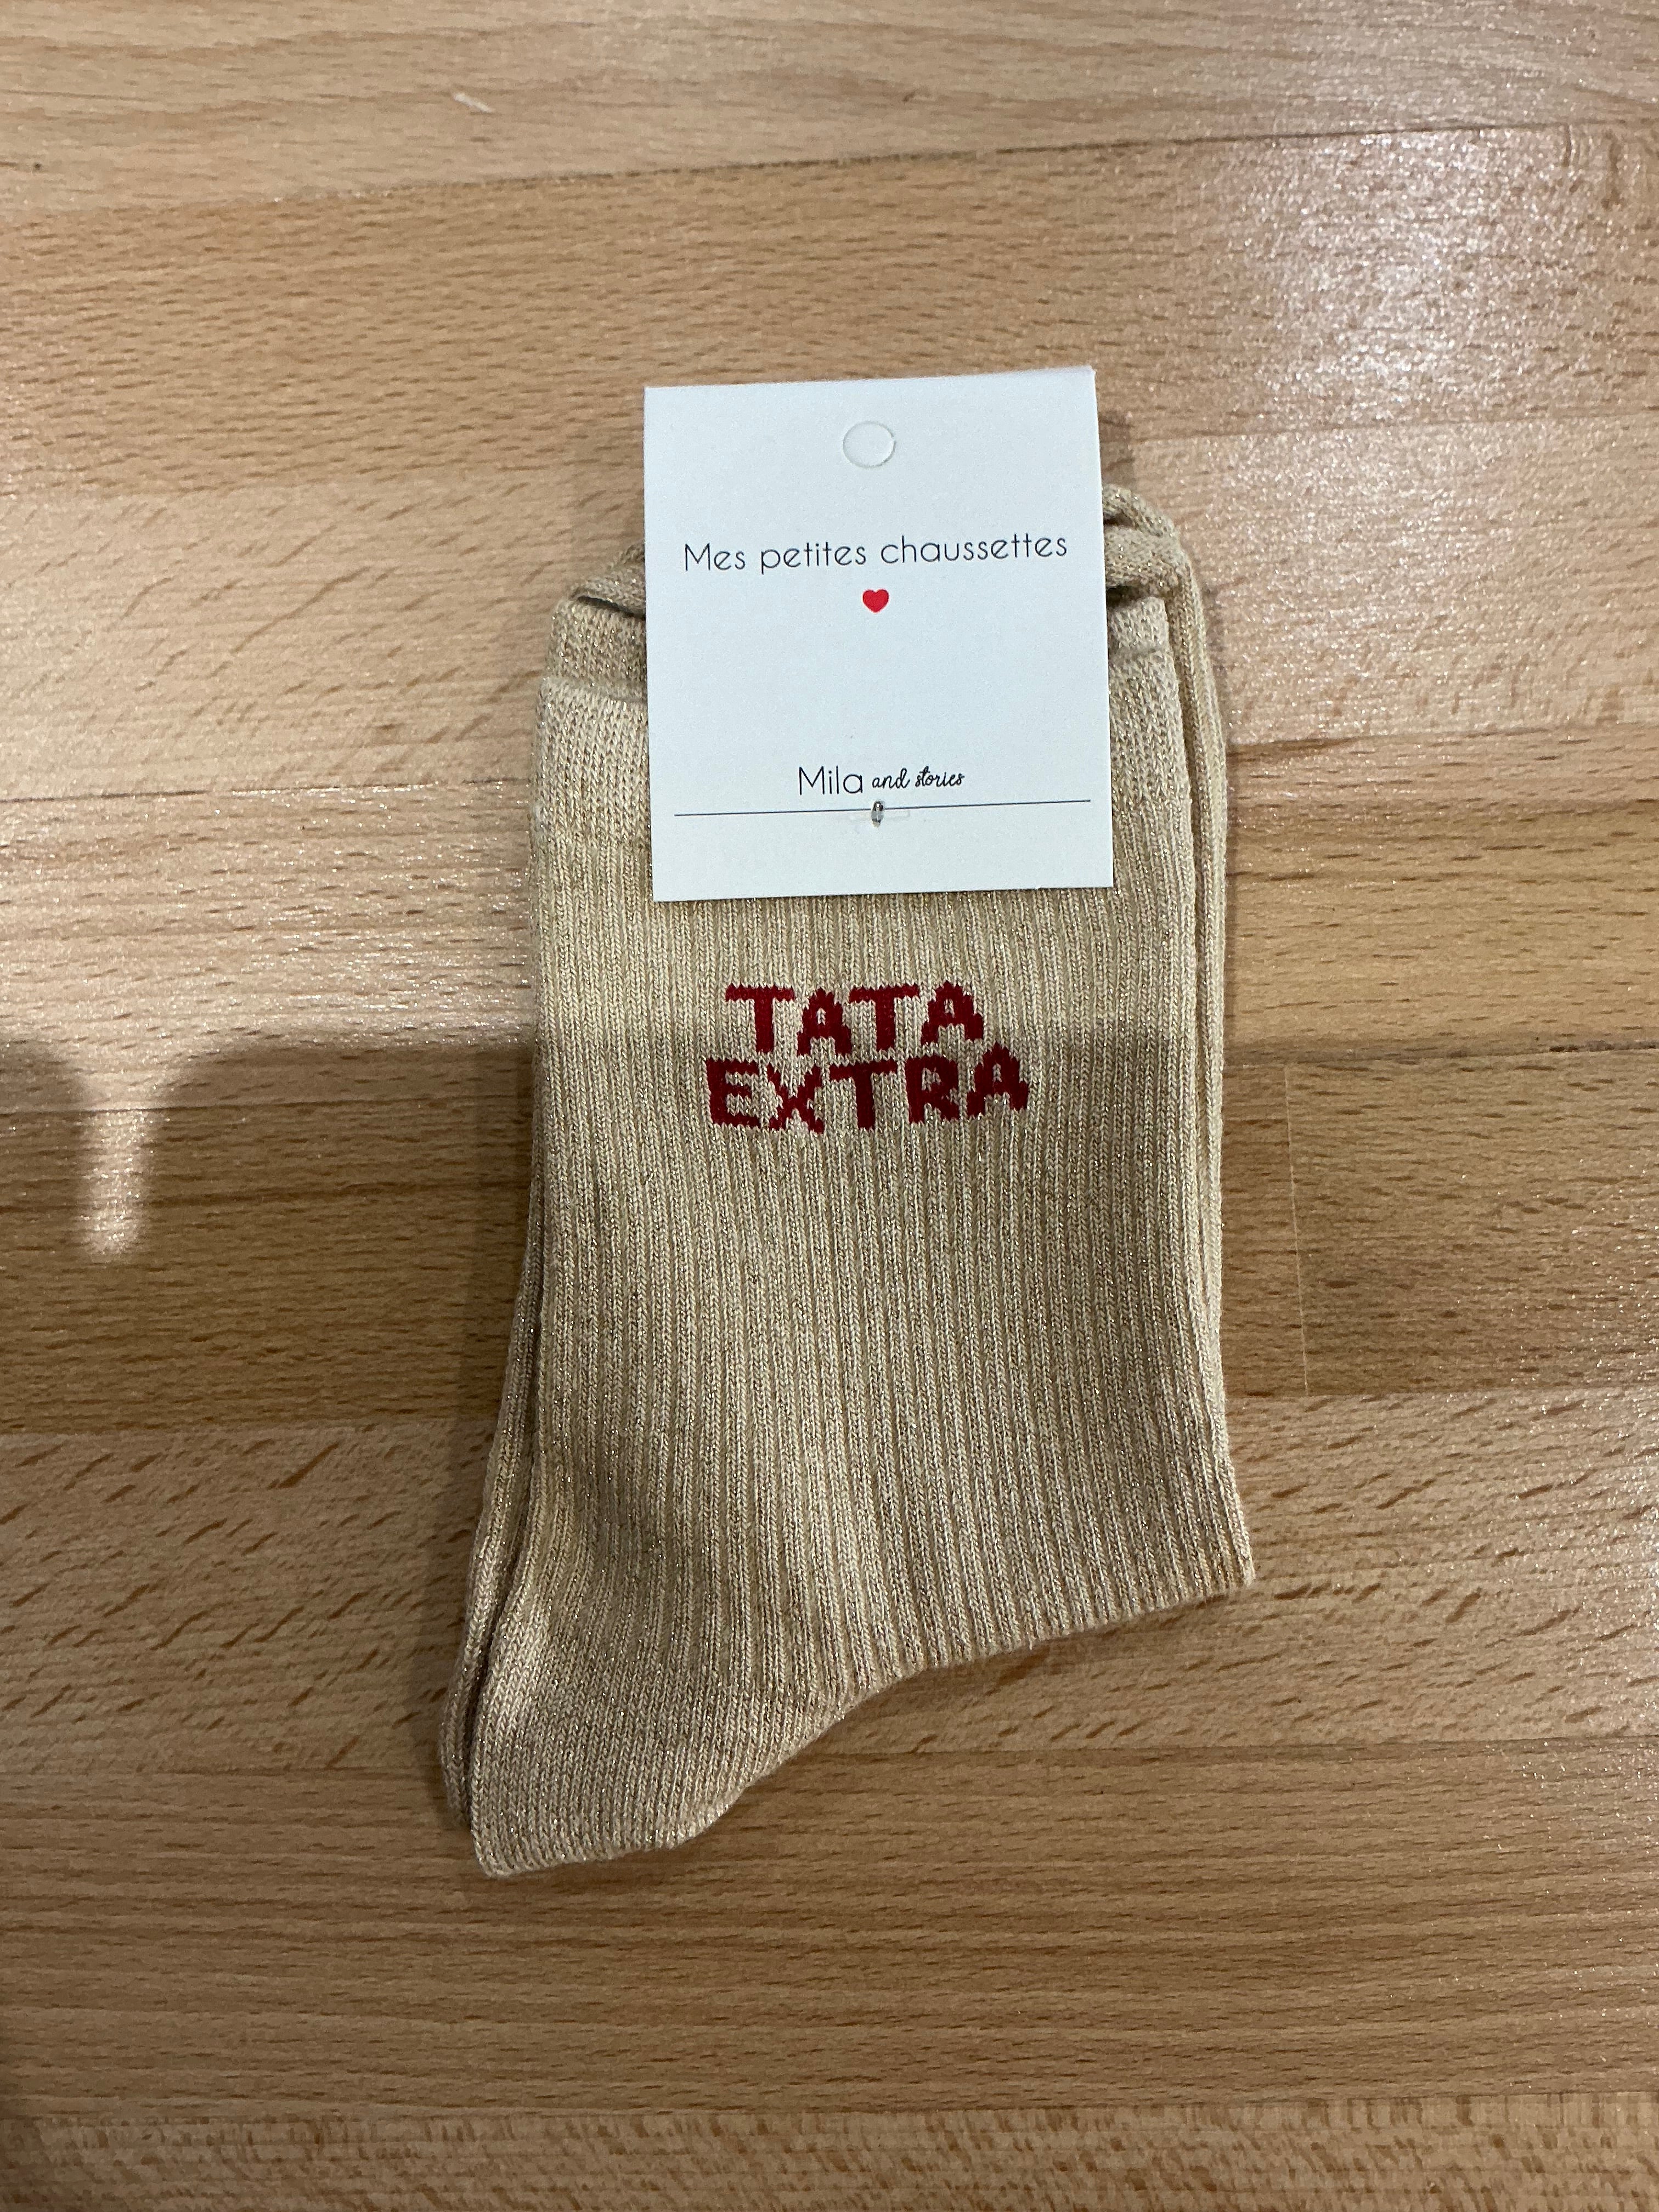 Mes petites chaussettes
Mila and stories
TATA
EXTRA